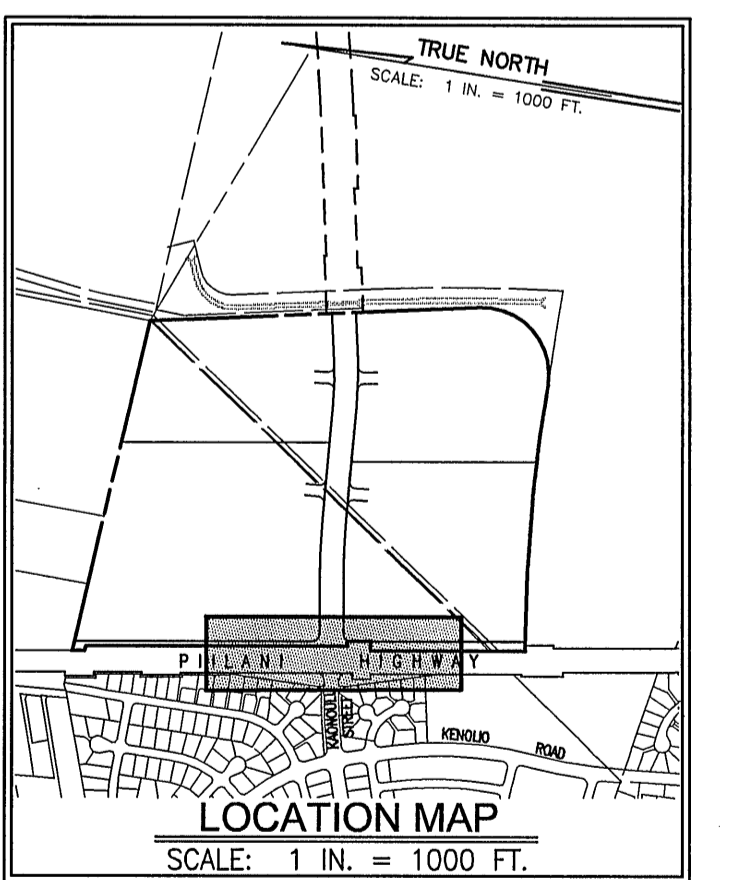 TRUE NORTH
SCALE: 1 IN. = 1000 FT.
PIILANI HIGHWAY
KAONOULU
STREET
KENOLIO ROAD
LOCATION MAP
SCALE: 1 IN. = 1000 FT.